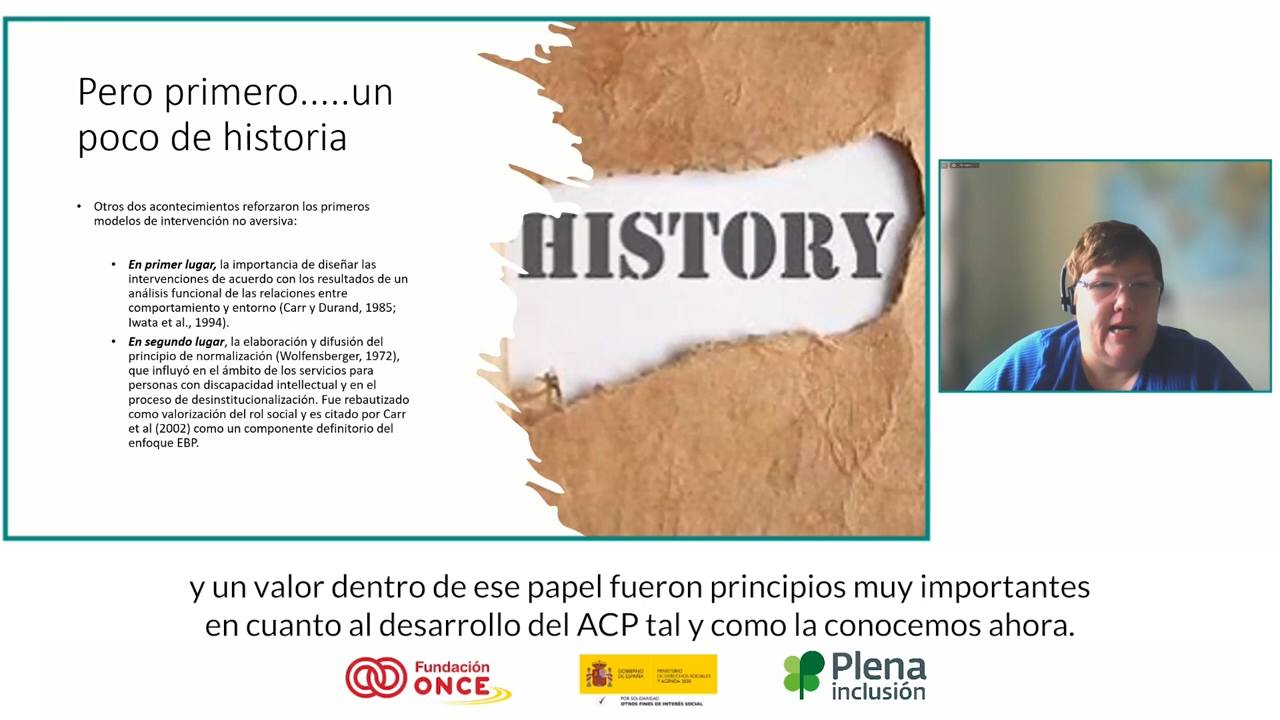 Pero primero.....un
poco de historia
• Otros dos acontecimientos reforzaron los primeros
modelos de intervención no aversiva:
• En primer lugar, la importancia de diseñar las
intervenciones de acuerdo con los resultados de un
análisis funcional de las relaciones entre
comportamiento y entorno (Carr y Durand, 1985;
Iwata et al., 1994).
• En segundo lugar, la elaboración y difusión del
principio de normalización (Wolfensberger, 1972),
que influyó en el ámbito de los servicios para
personas con discapacidad intellectual y en el
proceso de desinstitucionalización. Fue rebautizado
como valorización del rol social y es citado por Carr
et al (2002) como un componente definitorio del
enfoque EBP.
HISTORY
y un valor dentro de ese papel fueron principios muy importantes
en cuanto al desarrollo del ACP tal y como la conocemos ahora.
Fundación
ONCE
GOBIERNO
DE ESPAÑA
MINISTERIO
DE DERECHOS SOCIALES
Y AGENDA 2030
POR SOLIDARIDAD
OTROS FINES DE INTERÉS SOCIAL
Plena
inclusión